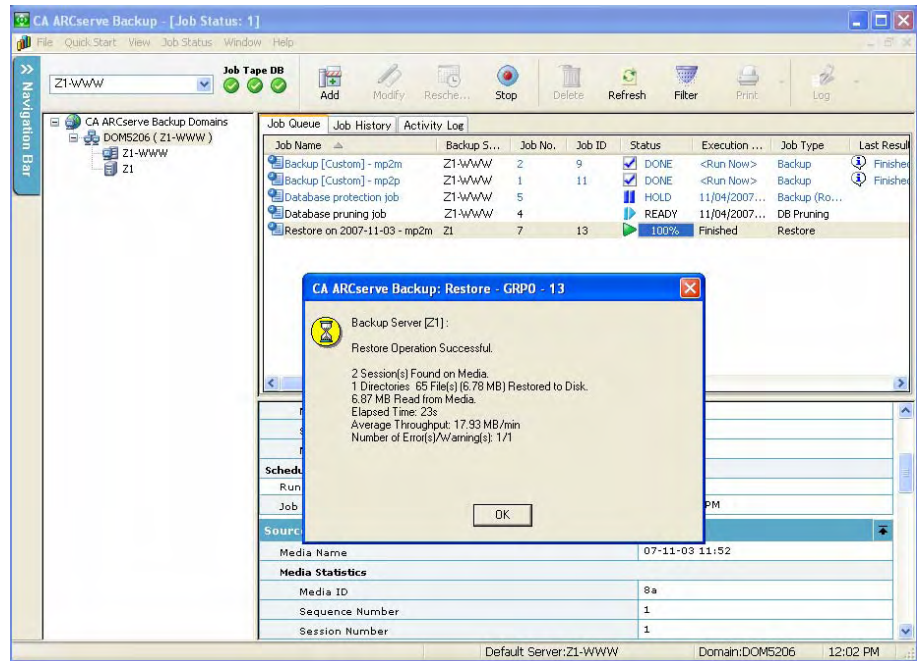 CA ARCserve Backup - [Job Status: 1]
File Quick Start View Job Status Window Help
Navigation Bar
Z1-WWW
Job Tape DB
Add Modify Resche... Stop Delete Refresh Filter Print Log
CA ARCserve Backup Domains
DOM5206 ( Z1-WWW )
Z1-WWW
Z1
Job Queue Job History Activity Log
Job Name Backup S... Job No. Job ID Status Execution ... Job Type Last Result
Backup [Custom] - mp2m Z1-WWW 2 9 DONE <Run Now> Backup Finished
Backup [Custom] - mp2p Z1-WWW 1 11 DONE <Run Now> Backup Finished
Database protection job Z1-WWW 5 HOLD 11/04/2007... Backup (Ro...
Database pruning job Z1-WWW 4 READY 11/04/2007... DB Pruning
Restore on 2007-11-03 - mp2m Z1 7 13 100% Finished Restore
CA ARCserve Backup: Restore - GRP0 - 13
Backup Server [Z1] :
Restore Operation Successful.
2 Session(s) Found on Media.
1 Directories 65 File(s) (6.78 MB) Restored to Disk.
6.87 MB Read from Media.
Elapsed Time: 23s
Average Throughput: 17.93 MB/min
Number of Error(s)/Warning(s): 1/1
OK
Run
Job PM
Media Name 07-11-03 11:52
Media Statistics
Media ID 8a
Sequence Number 1
Session Number 1
Default Server:Z1-WWW Domain:DOM5206 12:02 PM